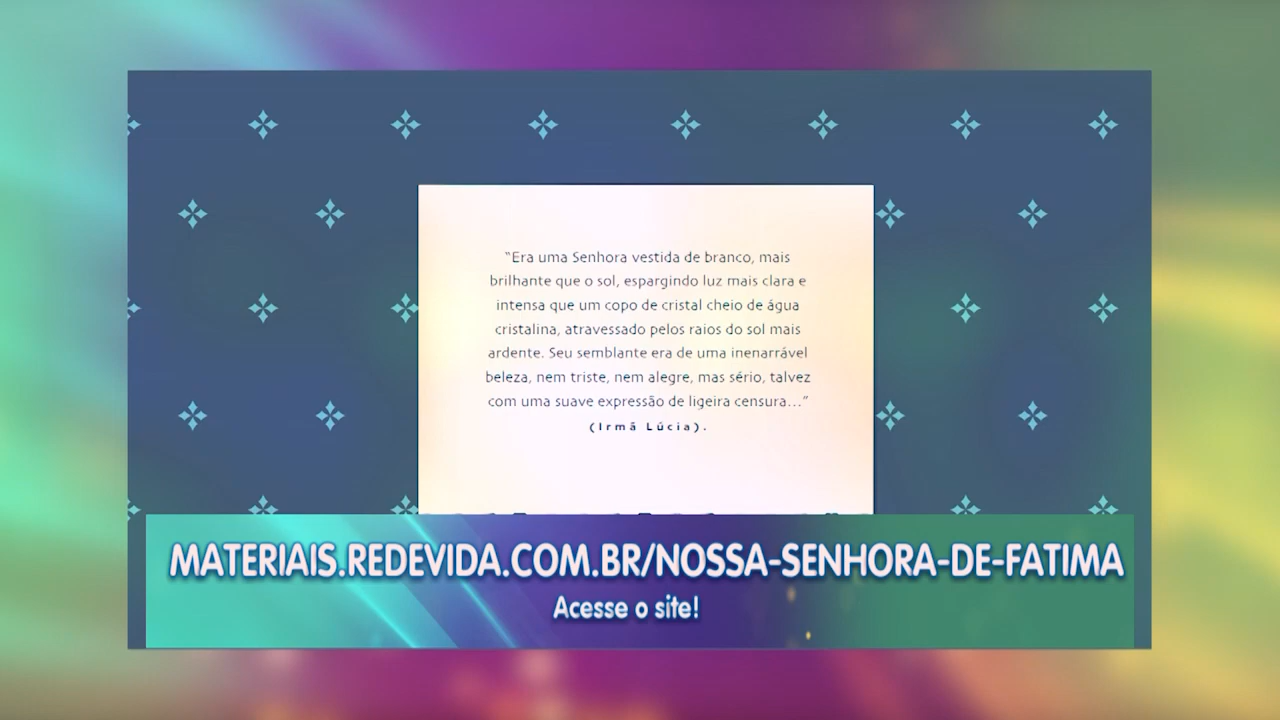 “Era uma Senhora vestida de branco, mais
brilhante que o sol, espargindo luz mais clara e
intensa que um copo de cristal cheio de água
cristalina, atravessado pelos raios do sol mais
ardente. Seu semblante era de uma inenarrável
beleza, nem triste, nem alegre, mas sério, talvez
com uma suave expressão de ligeira censura...”
(Irmã Lúcia).
MATERIAIS.REDEVIDA.COM.BR/NOSSA-SENHORA-DE-FATIMA
Acesse o site!